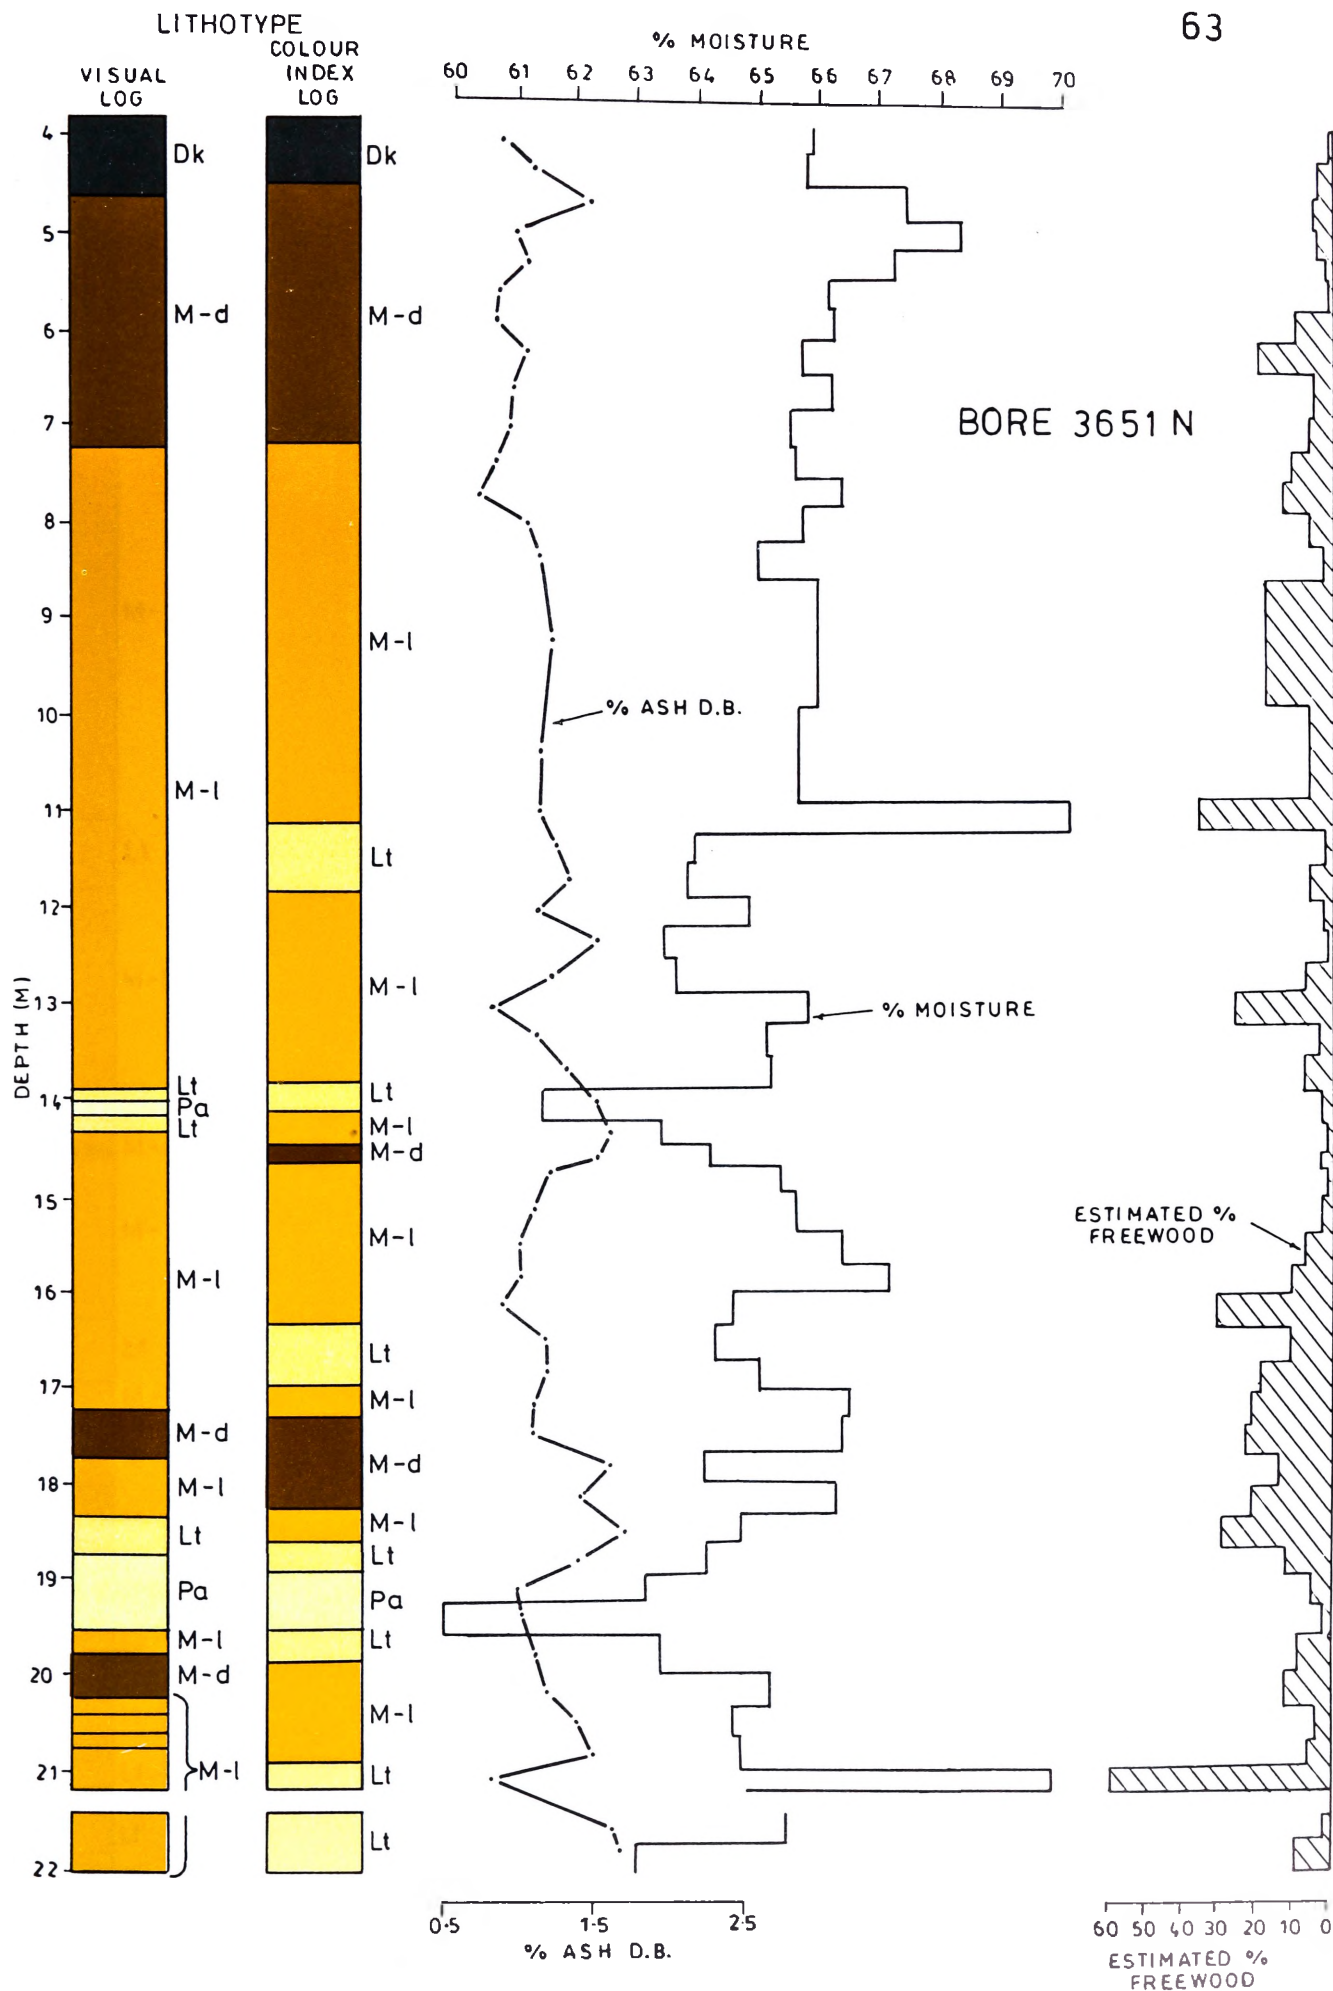 LITHOTYPE
63
VISUAL
LOG
COLOUR
INDEX
LOG
% MOISTURE
60 61 62 63 64 65 66 67 68 69 70
4
5
6
7
8
9
10
11
12
13
14
15
16
17
18
19
20
21
22
DEPTH (M)
Dk
M-d
M-l
Lt
Pa
Lt
M-l
M-d
M-l
Lt
Pa
M-l
M-d
M-l
Dk
M-d
M-l
Lt
M-l
Lt
M-l
M-d
M-l
Lt
M-l
M-d
M-l
Lt
Pa
Lt
M-l
Lt
Lt
BORE 3651 N
% ASH D.B.
% MOISTURE
ESTIMATED %
FREEWOOD
0·5 1·5 2·5
% ASH D.B.
60 50 40 30 20 10 0
ESTIMATED %
FREEWOOD